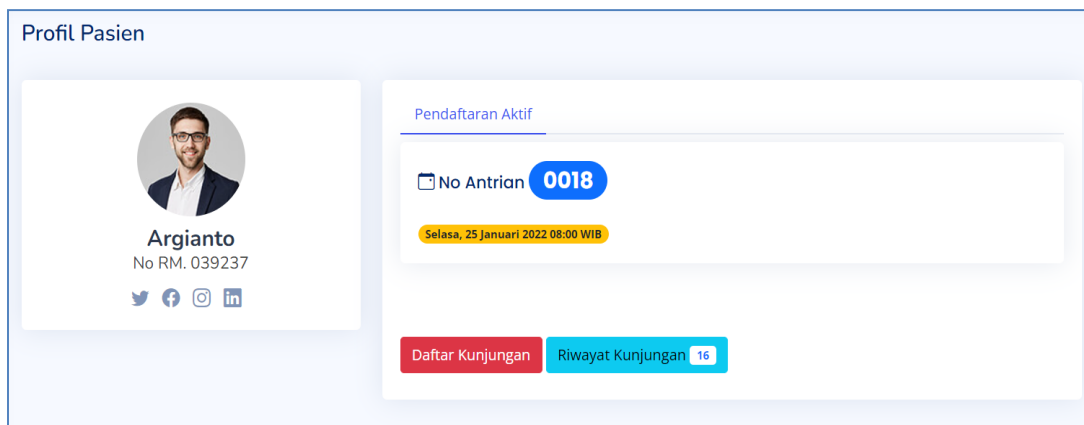 Profil Pasien
Argianto
No RM. 039237
Pendaftaran Aktif
No Antrian 0018
Selasa, 25 Januari 2022 08:00 WIB
Daftar Kunjungan
Riwayat Kunjungan 16